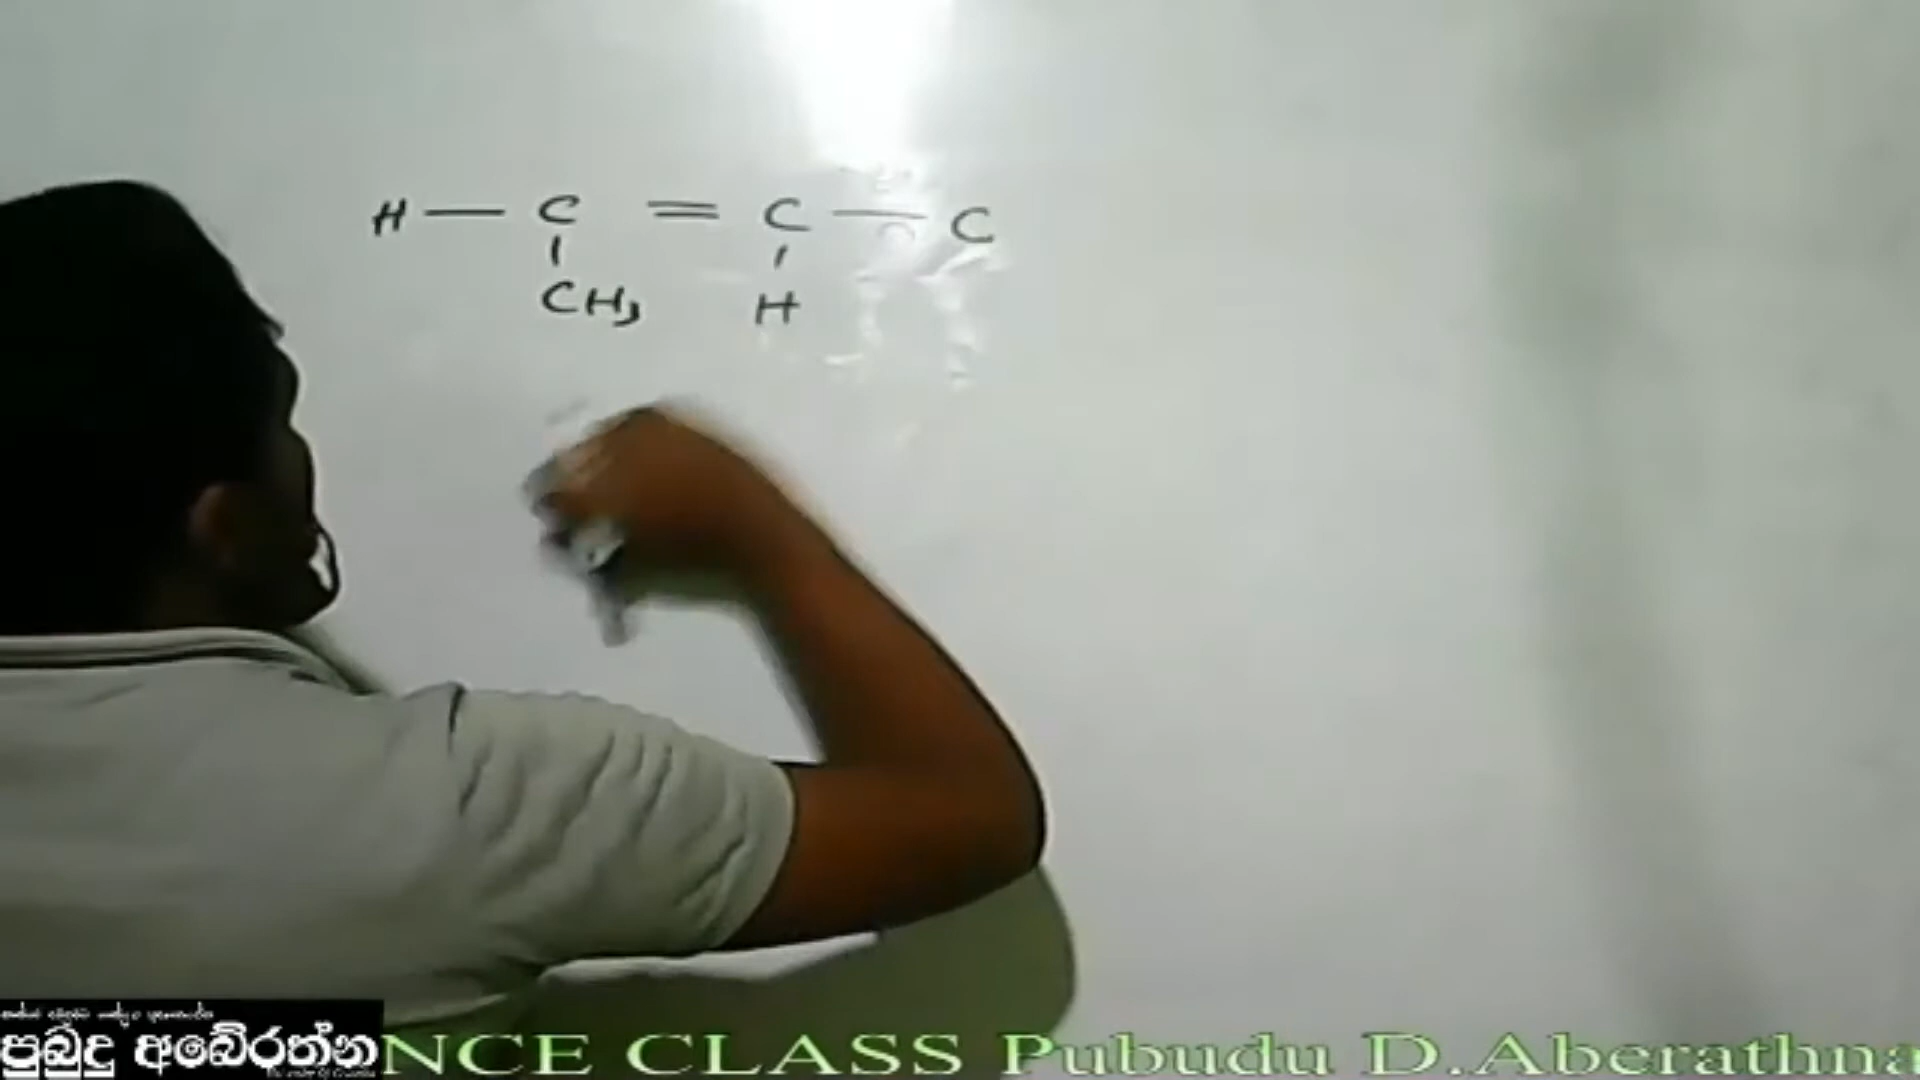 H — C = C — C
CH3 H
පුබුදු අබේරත්න
NCE CLASS Pubudu D.Aberathna